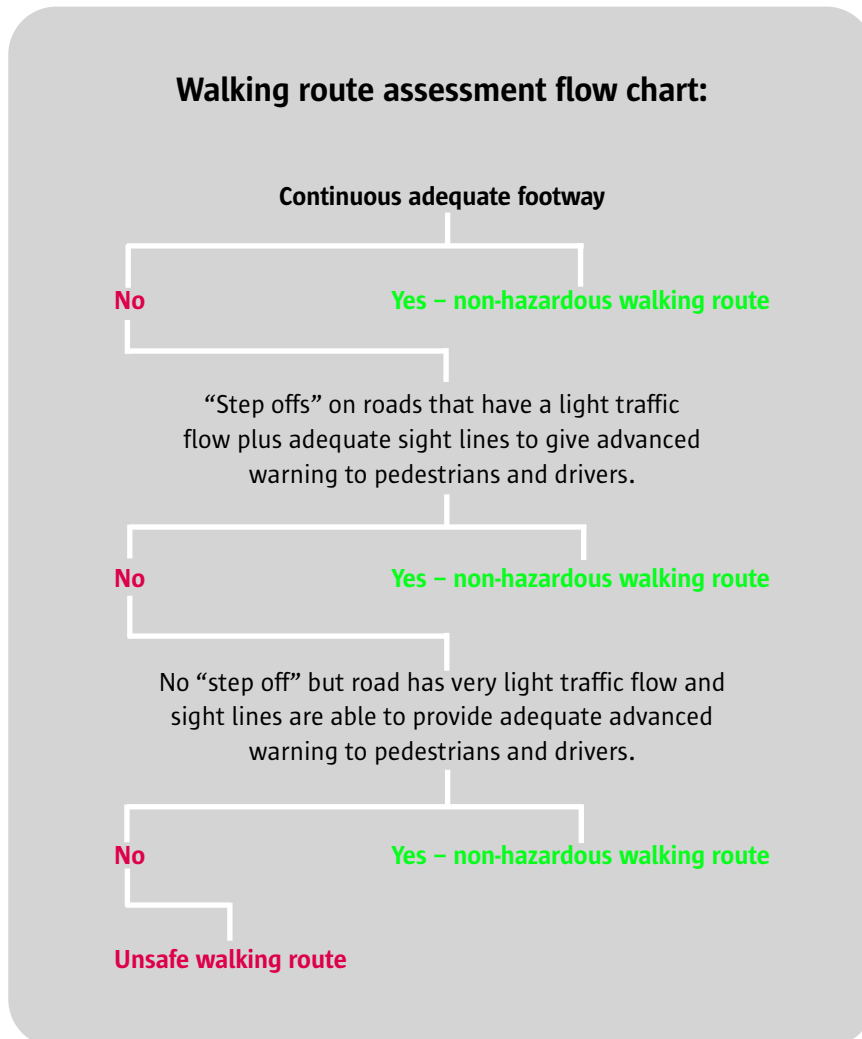 Walking route assessment flow chart:
Continuous adequate footway
No
Yes – non-hazardous walking route
“Step offs” on roads that have a light traffic
flow plus adequate sight lines to give advanced
warning to pedestrians and drivers.
No
Yes – non-hazardous walking route
No “step off” but road has very light traffic flow and
sight lines are able to provide adequate advanced
warning to pedestrians and drivers.
No
Yes – non-hazardous walking route
Unsafe walking route